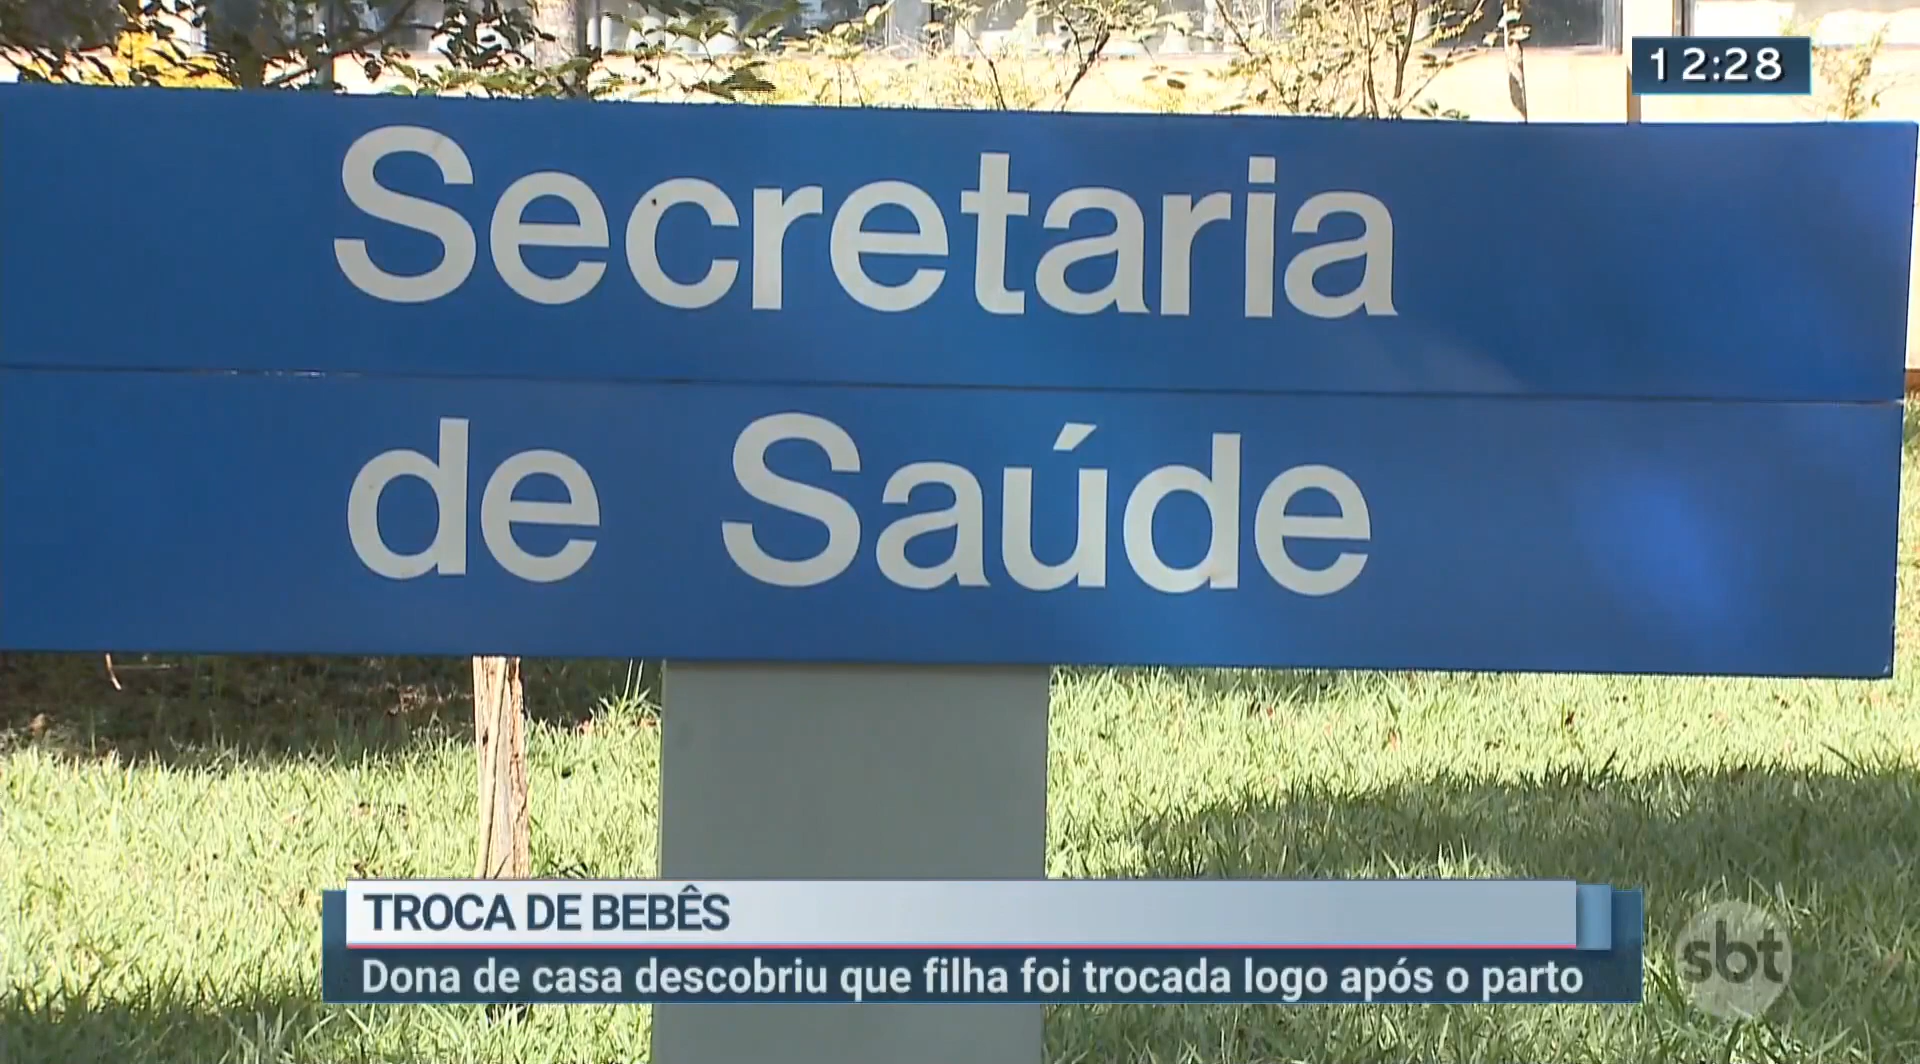 12:28
Secretaria
de Saúde
TROCA DE BEBÊS
Dona de casa descobriu que filha foi trocada logo após o parto
sbt